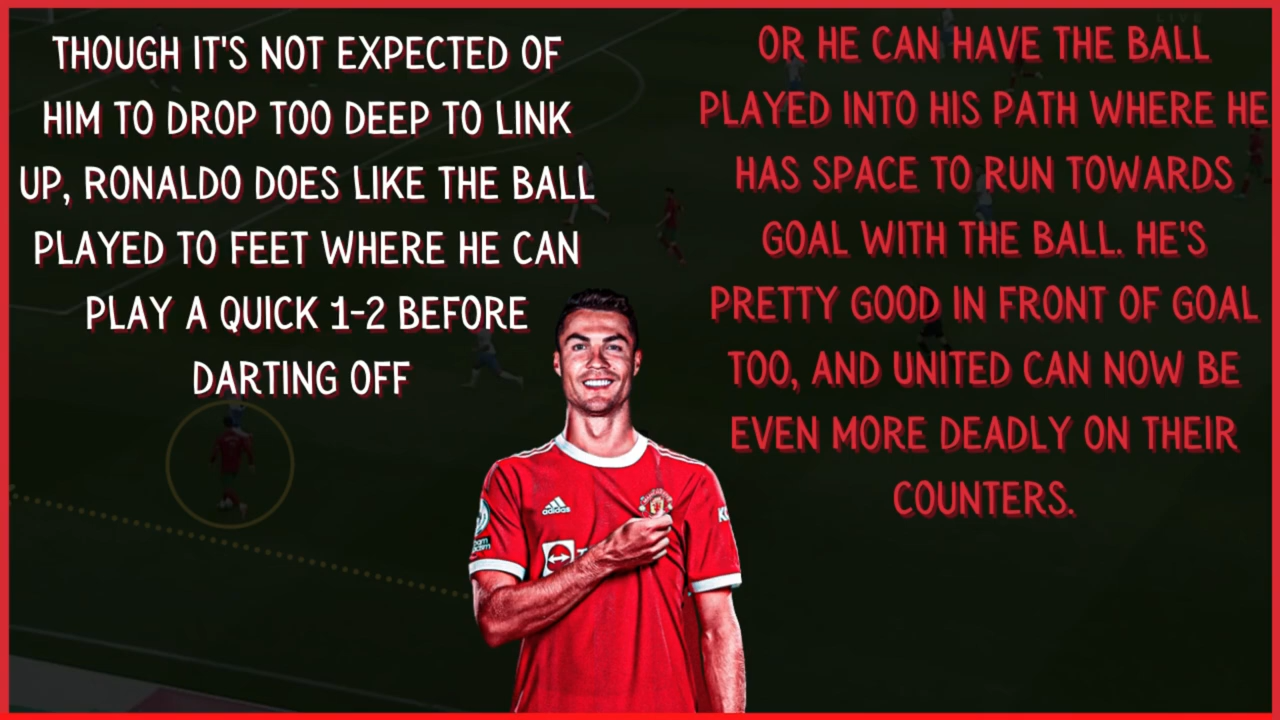 THOUGH IT'S NOT EXPECTED OF
HIM TO DROP TOO DEEP TO LINK
UP, RONALDO DOES LIKE THE BALL
PLAYED TO FEET WHERE HE CAN
PLAY A QUICK 1-2 BEFORE
DARTING OFF
OR HE CAN HAVE THE BALL
PLAYED INTO HIS PATH WHERE HE
HAS SPACE TO RUN TOWARDS
GOAL WITH THE BALL. HE'S
PRETTY GOOD IN FRONT OF GOAL
TOO, AND UNITED CAN NOW BE
EVEN MORE DEADLY ON THEIR
COUNTERS.
LIVE
adidas